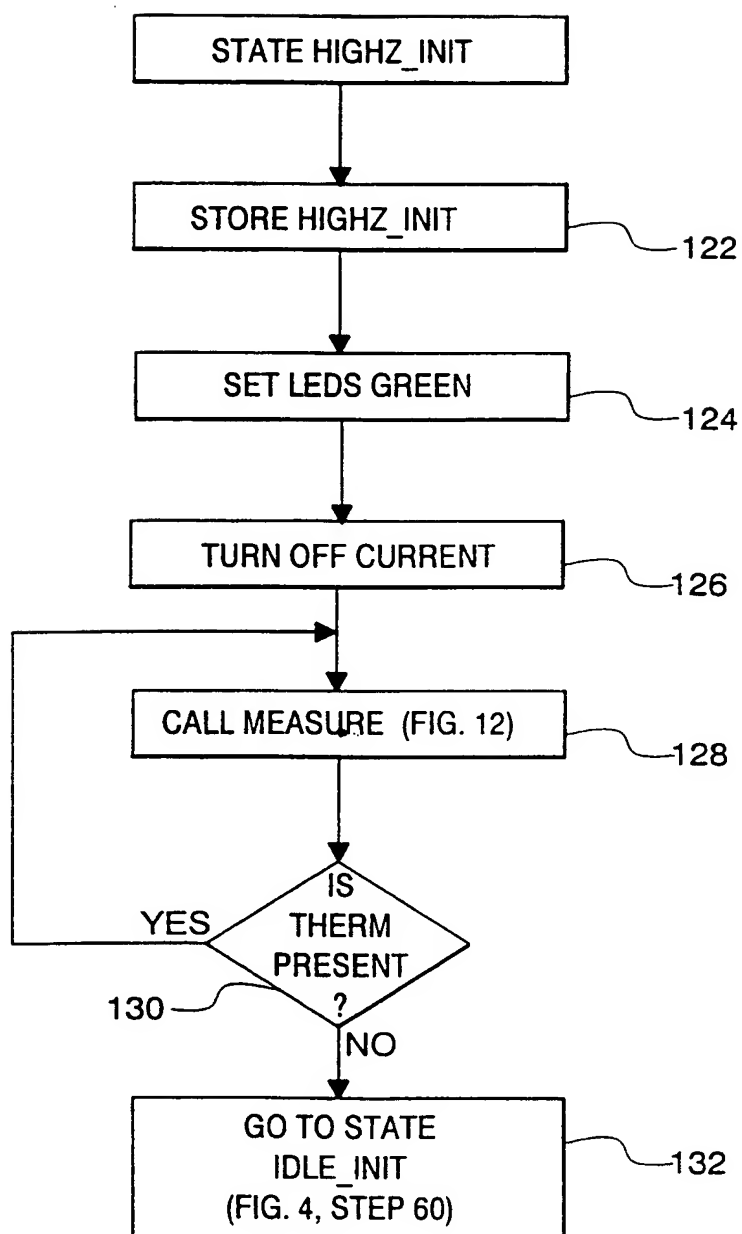 STATE HIGHZ_INIT
STORE HIGHZ_INIT
122
SET LEDS GREEN
124
TURN OFF CURRENT
126
CALL MEASURE (FIG. 12)
128
IS
THERM
PRESENT
?
YES
130
NO
GO TO STATE
IDLE_INIT
(FIG. 4, STEP 60)
132